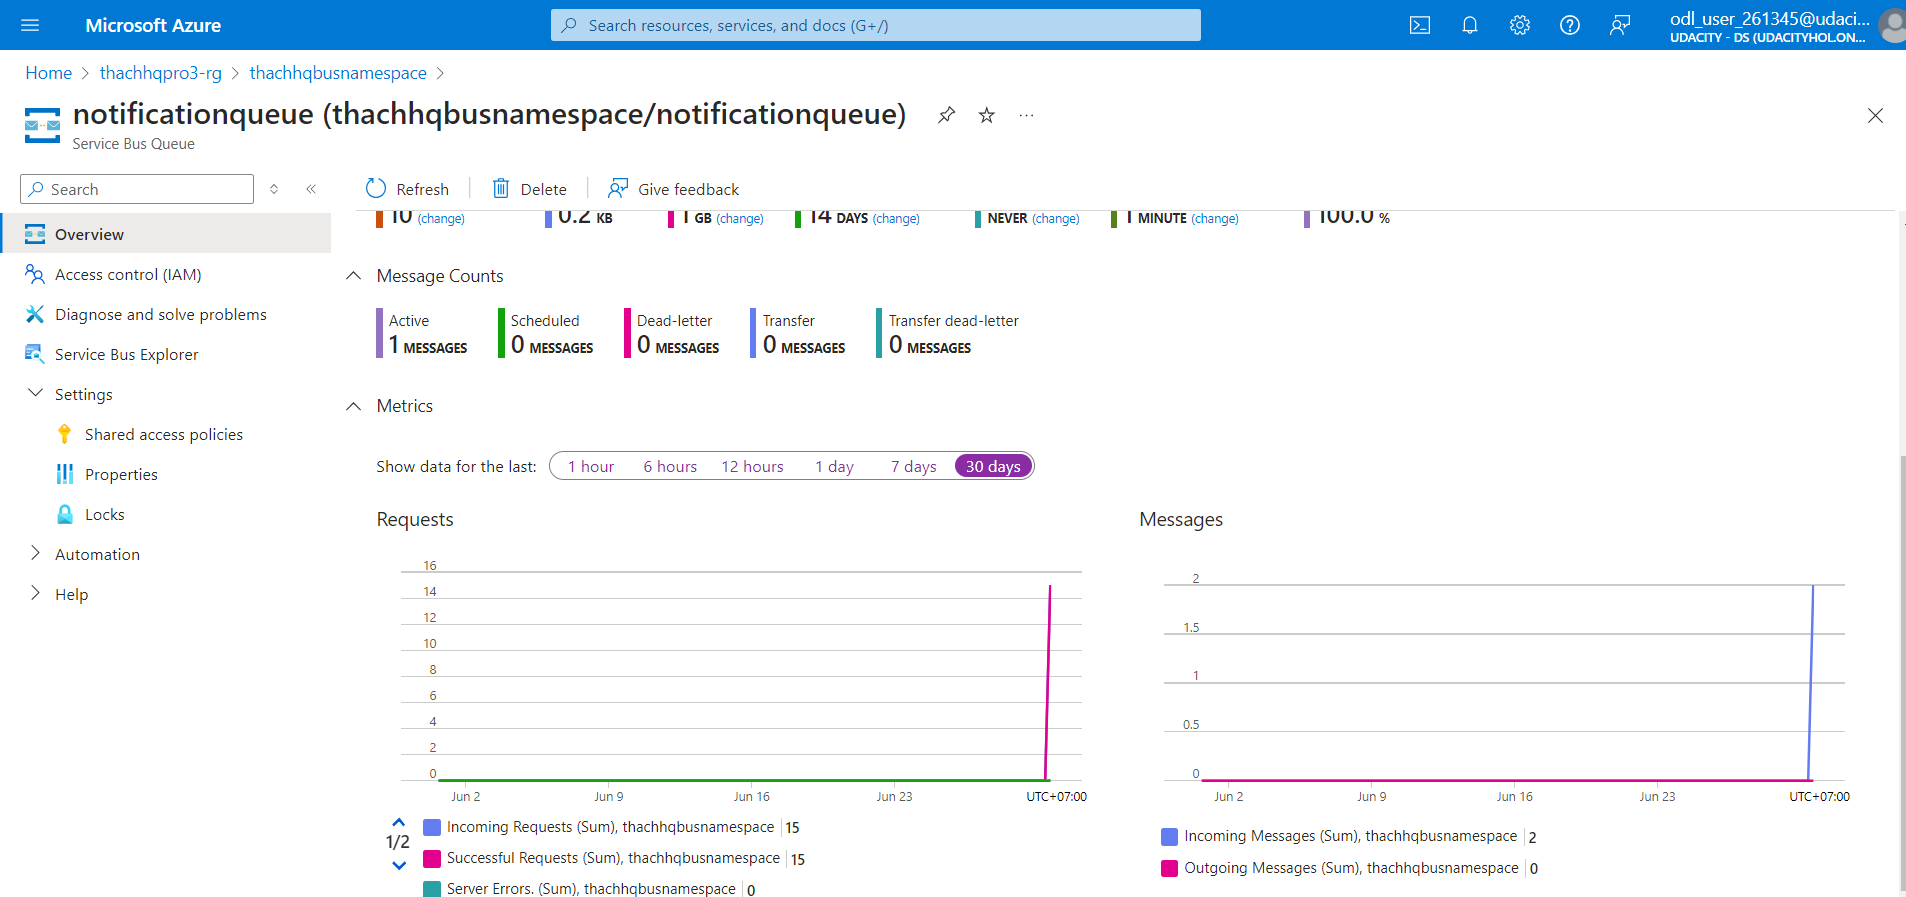 Microsoft Azure
Search resources, services, and docs (G+/)
odl_user_261345@udaci...
UDACITY - DS (UDACITYHOL.ON...
Home > thachhqpro3-rg > thachhqbusnamespace >
notificationqueue (thachhqbusnamespace/notificationqueue)
Service Bus Queue
Search
Refresh
Delete
Give feedback
Overview
Access control (IAM)
Diagnose and solve problems
Service Bus Explorer
Settings
Shared access policies
Properties
Locks
Automation
Help
10 (change)
0.2 KB
1 GB (change)
14 DAYS (change)
NEVER (change)
1 MINUTE (change)
100.0 %
Message Counts
Active
1 MESSAGES
Scheduled
0 MESSAGES
Dead-letter
0 MESSAGES
Transfer
0 MESSAGES
Transfer dead-letter
0 MESSAGES
Metrics
Show data for the last: 1 hour 6 hours 12 hours 1 day 7 days 30 days
Requests
16
14
12
10
8
6
4
2
0
Jun 2 Jun 9 Jun 16 Jun 23 UTC+07:00
1/2
Incoming Requests (Sum), thachhqbusnamespace 15
Successful Requests (Sum), thachhqbusnamespace 15
Server Errors. (Sum), thachhqbusnamespace 0
Messages
2
1.5
1
0.5
0
Jun 2 Jun 9 Jun 16 Jun 23 UTC+07:00
Incoming Messages (Sum), thachhqbusnamespace 2
Outgoing Messages (Sum), thachhqbusnamespace 0